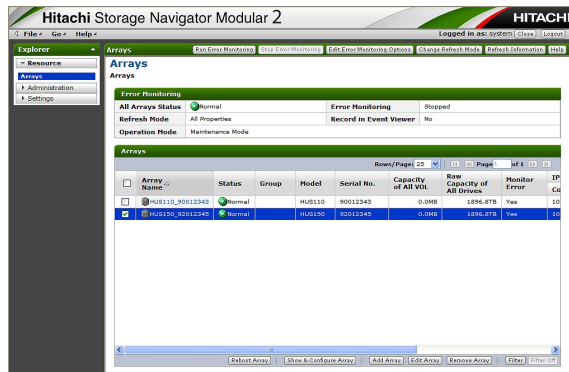 Hitachi Storage Navigator Modular 2
HITACHI
File Go Help
Logged in as: system Close Logout
Explorer
Resource
Arrays
Administration
Settings
Arrays Run Error Monitoring Stop Error Monitoring Edit Error Monitoring Options Change Refresh Mode Refresh Information Help
Arrays
Arrays
Error Monitoring
All Arrays Status Normal Error Monitoring Stopped
Refresh Mode All Properties Record in Event Viewer No
Operation Mode Maintenance Mode
Arrays
Rows/Page: 25 Page 1 of 1
Array Name Status Group Model Serial No. Capacity of All VOL Raw Capacity of All Drives Monitor Error IP Co
HUS110_90012343 Normal HUS110 90012343 0.0MB 1896.8TB Yes 10
HUS150_92012345 Normal HUS150 92012345 0.0MB 1896.8TB Yes 10
Reboot Array Show & Configure Array Add Array Edit Array Remove Array Filter Filter Off